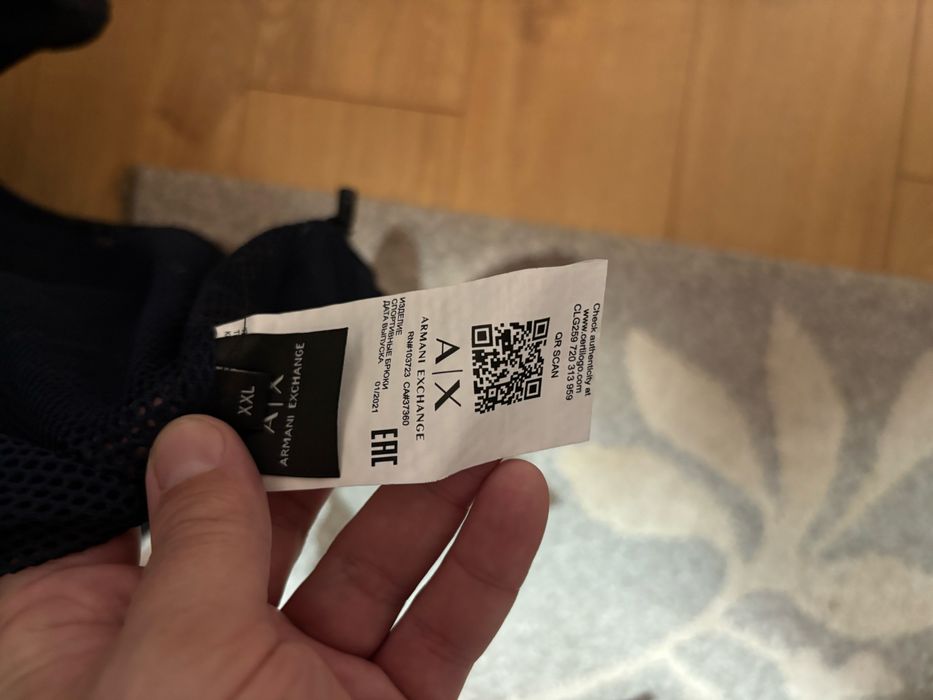 Check authenticity at
www.certilogo.com
CLG259 720 313 959
QR SCAN
A|X
ARMANI EXCHANGE
RN#103723 CA#37360
ИЗДЕЛИЕ
СПОРТИВНЫЕ БРЮКИ
ДАТА ВЫПУСКА 01/2021
EAC
A|X
ARMANI EXCHANGE
XXL